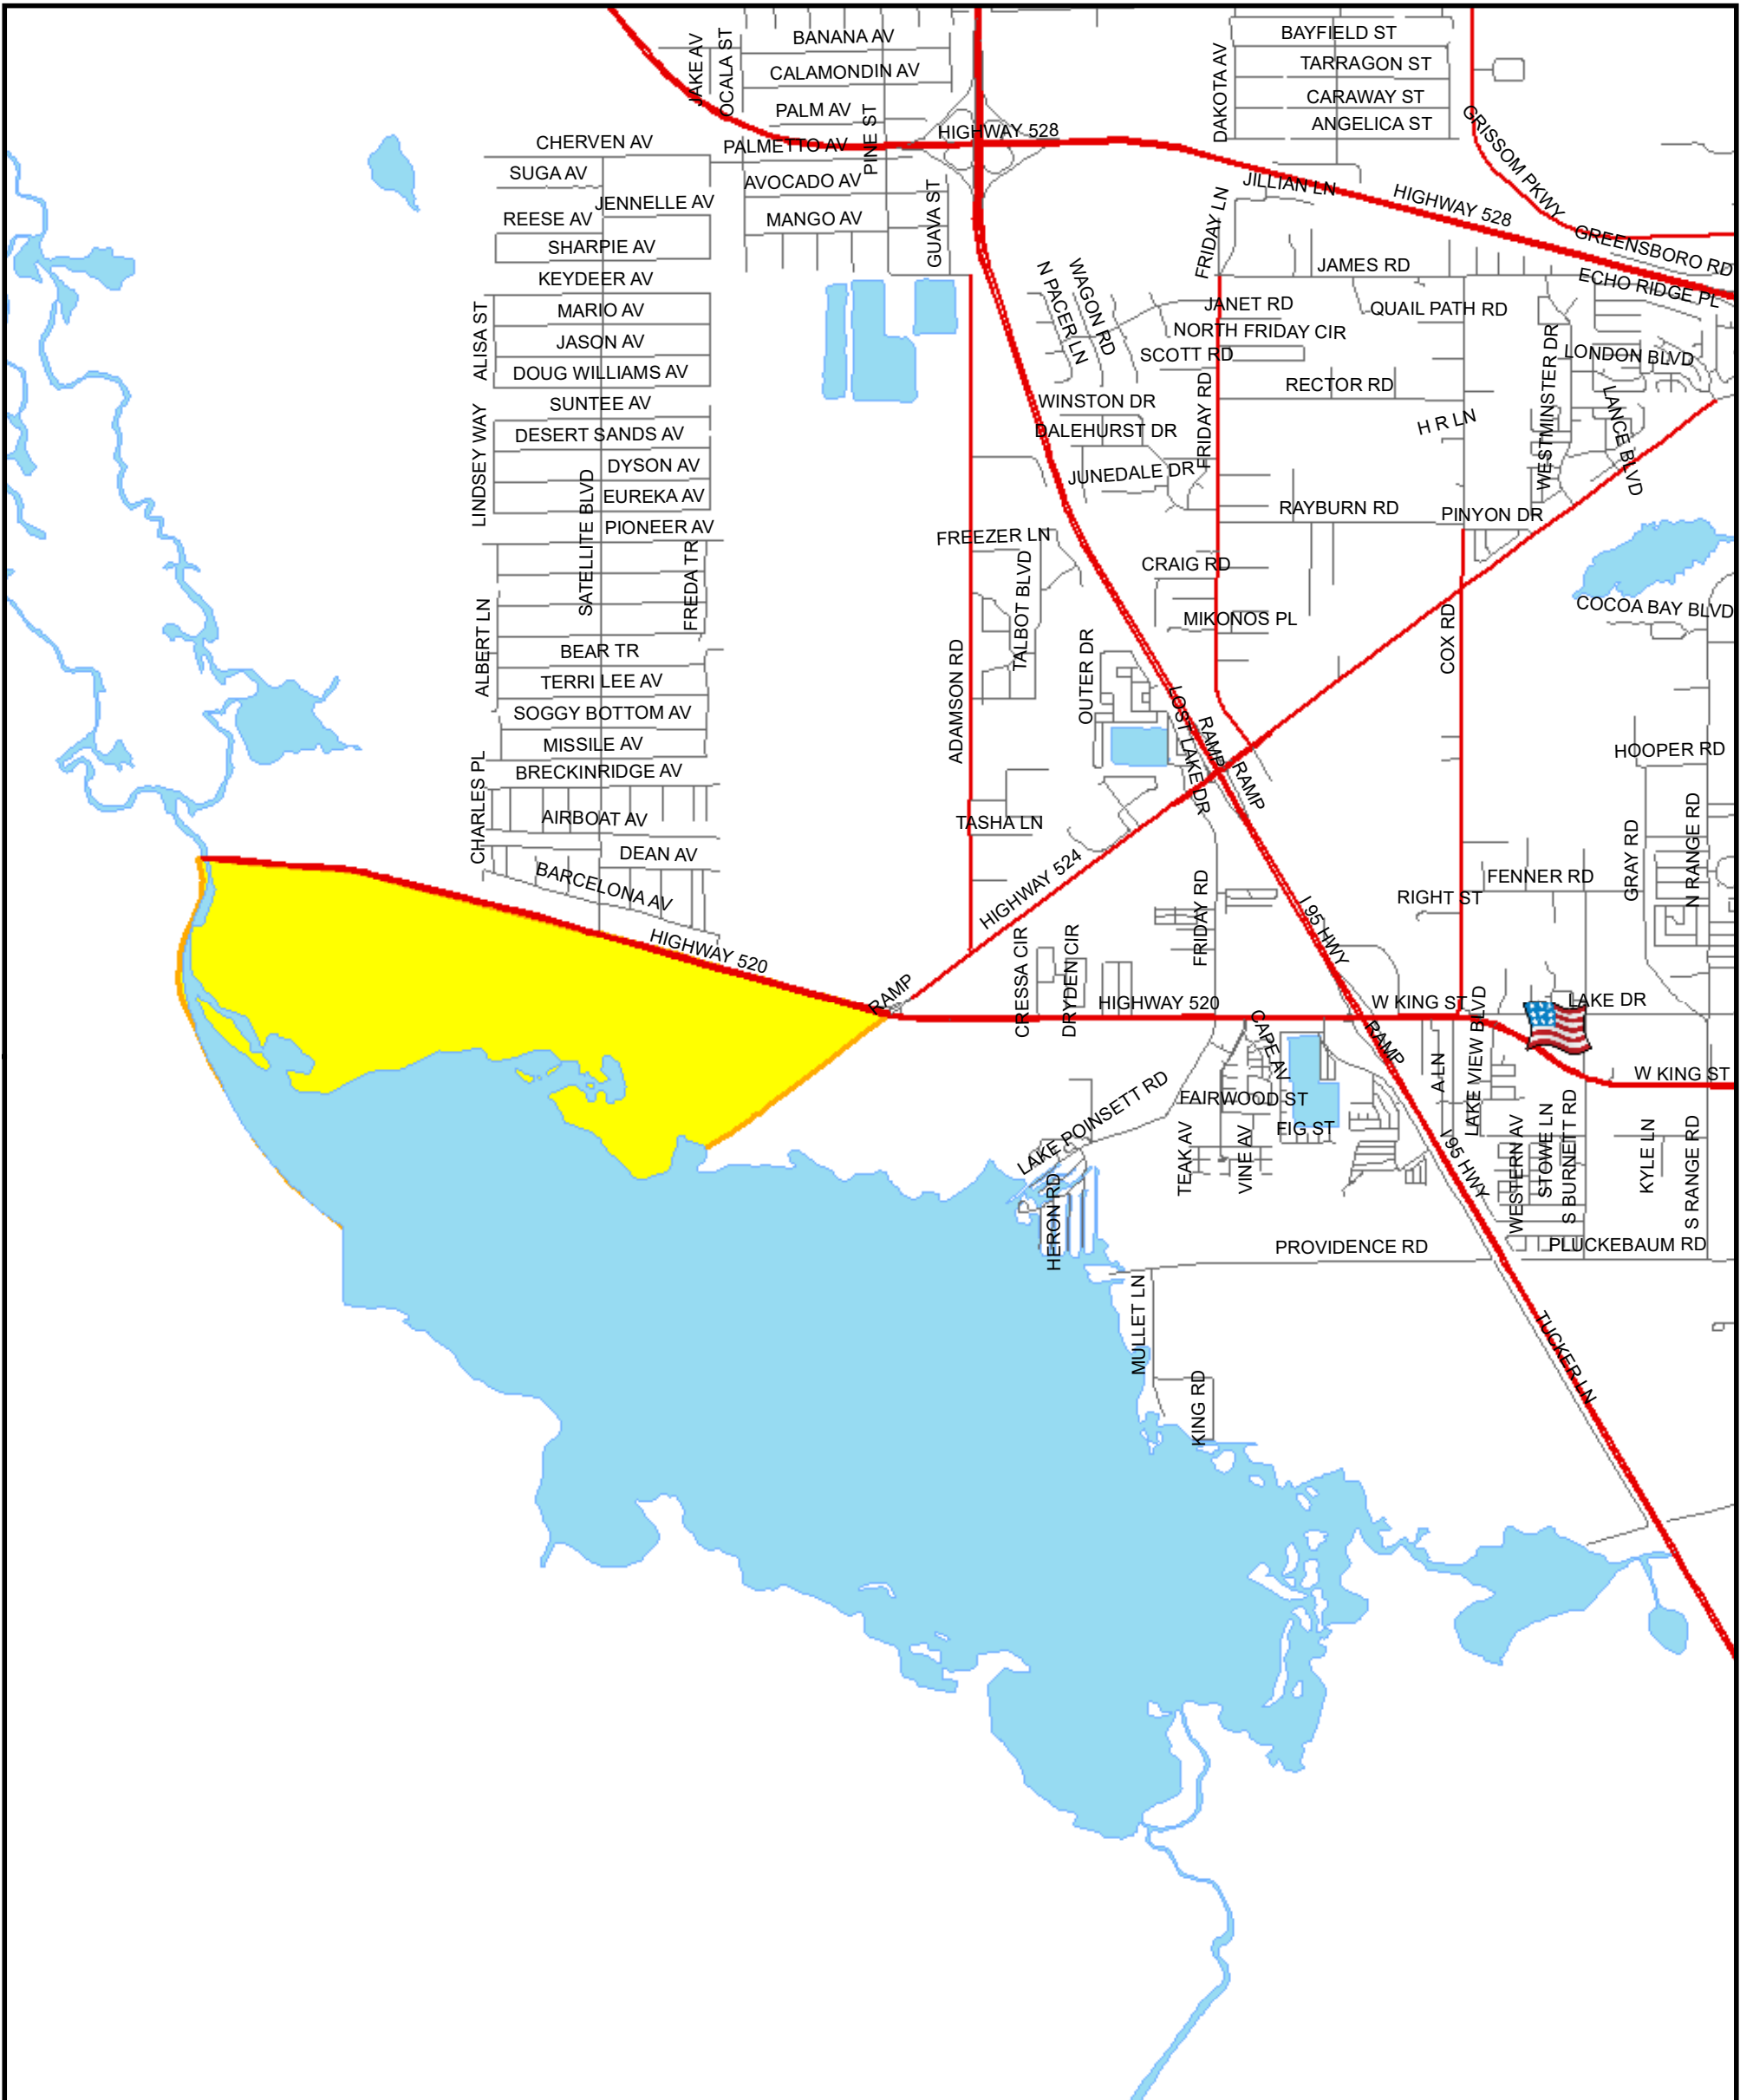 BANANA AV
CALAMONDIN AV
JAKE AV
OCALA ST
PALM AV
PINE ST
HIGHWAY 528
PALMETTO AV
CHERVEN AV
SUGA AV
AVOCADO AV
JENNELLE AV
REESE AV
MANGO AV
GUAVA ST
SHARPIE AV
KEYDEER AV
MARIO AV
ALISA ST
JASON AV
DOUG WILLIAMS AV
SUNTEE AV
DESERT SANDS AV
LINDSEY WAY
DYSON AV
EUREKA AV
SATELLITE BLVD
PIONEER AV
FREDA TR
ALBERT LN
BEAR TR
TERRI LEE AV
SOGGY BOTTOM AV
MISSILE AV
BRECKINRIDGE AV
CHARLES PL
AIRBOAT AV
DEAN AV
BARCELONA AV
HIGHWAY 520
BAYFIELD ST
TARRAGON ST
CARAWAY ST
ANGELICA ST
DAKOTA AV
GRISSOM PKWY
JILLIAN LN
HIGHWAY 528
GREENSBORO RD
ECHO RIDGE PL
FRIDAY LN
JAMES RD
N PACER LN
WAGON RD
JANET RD
QUAIL PATH RD
NORTH FRIDAY CIR
SCOTT RD
LONDON BLVD
WESTMINSTER DR
RECTOR RD
WINSTON DR
FRIDAY RD
H R LN
LANCE BLVD
DALEHURST DR
JUNEDALE DR
RAYBURN RD
PINYON DR
FREEZER LN
TALBOT BLVD
CRAIG RD
MIKONOS PL
COCOA BAY BLVD
COX RD
OUTER DR
ADAMSON RD
LOST LAKE DR
RAMP
RAMP
HOOPER RD
TASHA LN
HIGHWAY 524
GRAY RD
N RANGE RD
FENNER RD
RIGHT ST
FRIDAY RD
I 95 HWY
CRESSA CIR
DRYDEN CIR
RAMP
HIGHWAY 520
W KING ST
LAKE DR
CAPE AV
RAMP
A LN
LAKE VIEW BLVD
W KING ST
LAKE POINSETT RD
FAIRWOOD ST
FIG ST
TEAK AV
VINE AV
I 95 HWY
WESTERN AV
STOWE LN
S BURNETT RD
KYLE LN
S RANGE RD
HERON RD
PROVIDENCE RD
PLUCKEBAUM RD
MULLET LN
KING RD
TUCKER LN